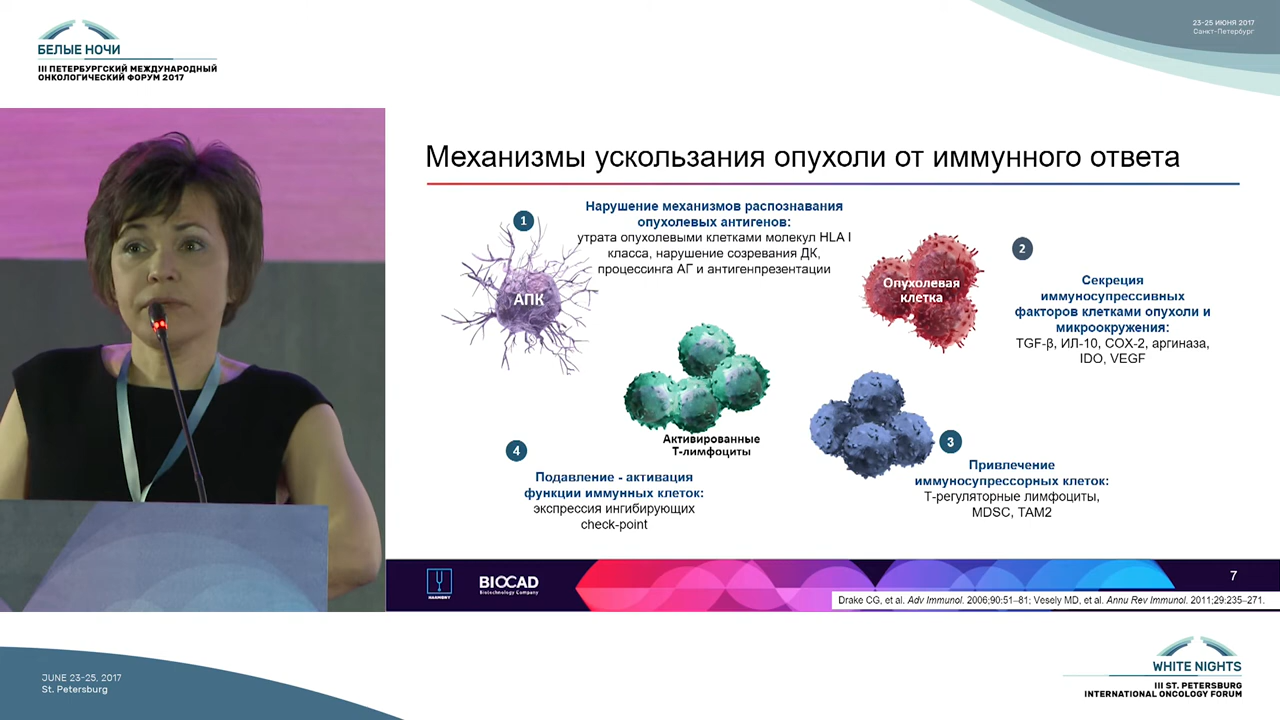 БЕЛЫЕ НОЧИ
III ПЕТЕРБУРГСКИЙ МЕЖДУНАРОДНЫЙ
ОНКОЛОГИЧЕСКИЙ ФОРУМ 2017
23-25 ИЮНЯ 2017
Санкт-Петербург
Механизмы ускользания опухоли от иммунного ответа
1
Нарушение механизмов распознавания
опухолевых антигенов:
утрата опухолевыми клетками молекул HLA I
класса, нарушение созревания ДК,
процессинга АГ и антигенпрезентации
АПК
Опухолевая
клетка
2
Секреция
иммуносупрессивных
факторов клетками опухоли и
микроокружения:
TGF-β, ИЛ-10, COX-2, аргиназа,
IDO, VEGF
Активированные
Т-лимфоциты
3
Привлечение
иммуносупрессорных клеток:
Т-регуляторные лимфоциты,
MDSC, TAM2
4
Подавление - активация
функции иммунных клеток:
экспрессия ингибирующих
check-point
HARMONY
BIOCAD
Biotechnology Company
7
Drake CG, et al. Adv Immunol. 2006;90:51–81; Vesely MD, et al. Annu Rev Immunol. 2011;29:235–271.
JUNE 23-25, 2017
St. Petersburg
WHITE NIGHTS
III ST. PETERSBURG
INTERNATIONAL ONCOLOGY FORUM